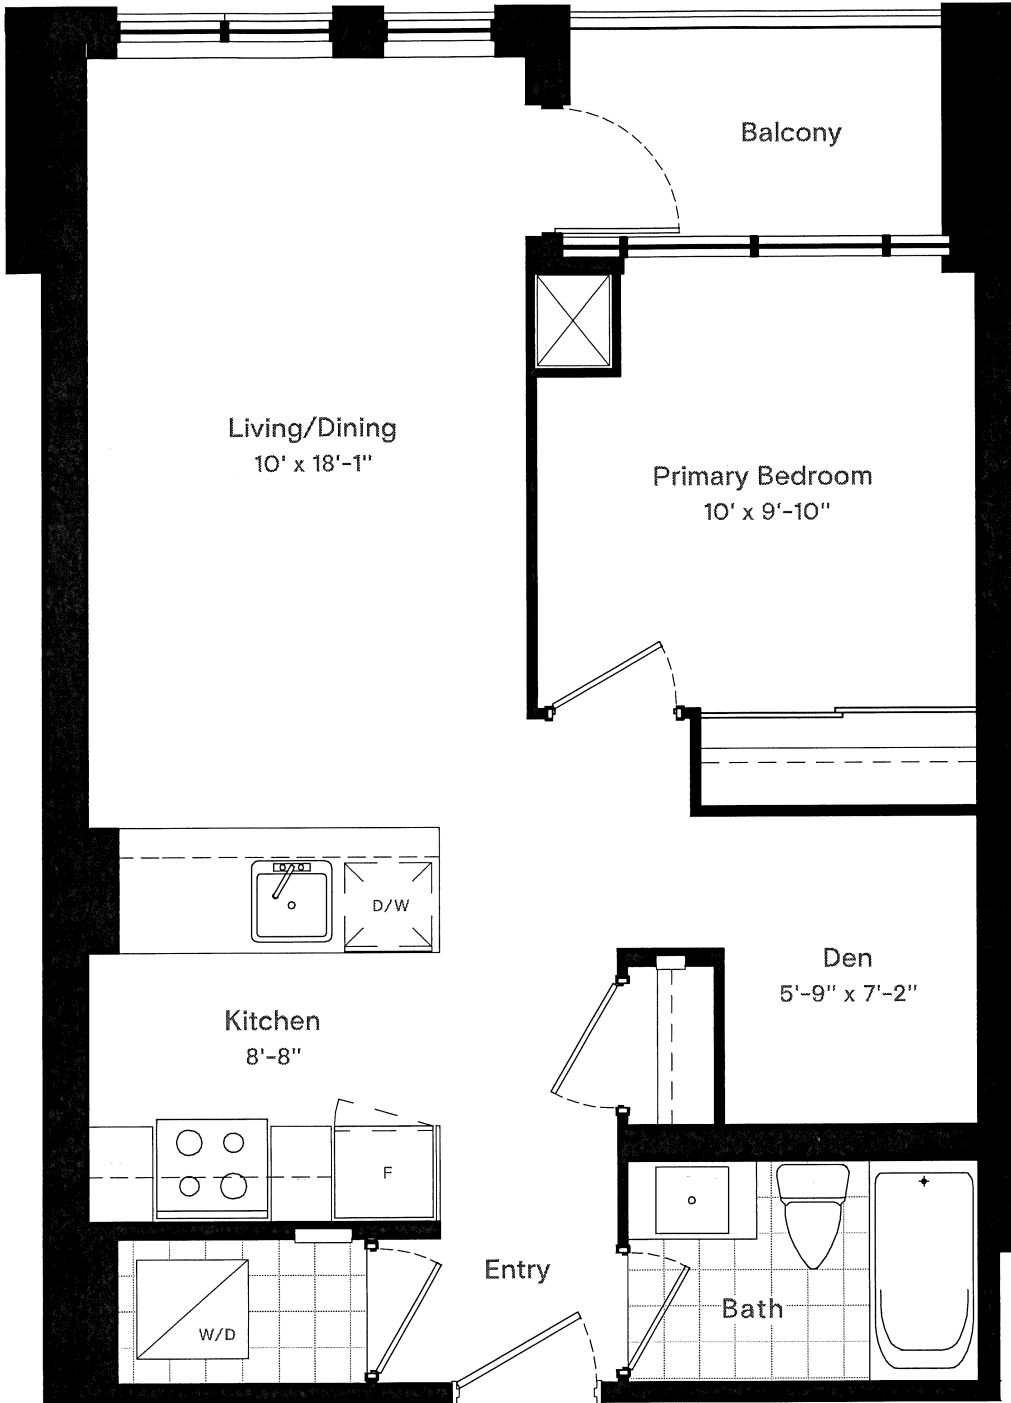 Balcony
Living/Dining
10' x 18'-1"
Primary Bedroom
10' x 9'-10"
D/W
Den
5'-9" x 7'-2"
Kitchen
8'-8"
F
Entry
Bath
W/D